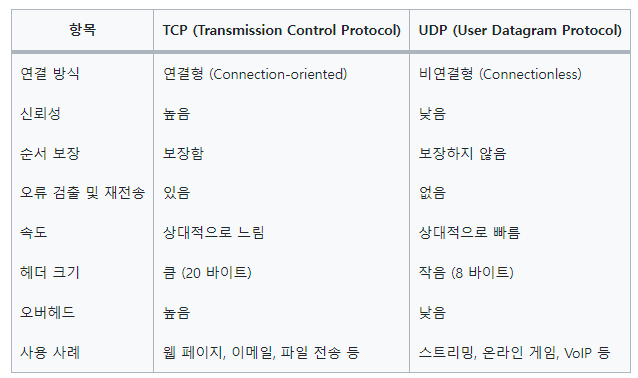 항목 TCP (Transmission Control Protocol) UDP (User Datagram Protocol)
연결 방식 연결형 (Connection-oriented) 비연결형 (Connectionless)
신뢰성 높음 낮음
순서 보장 보장함 보장하지 않음
오류 검출 및 재전송 있음 없음
속도 상대적으로 느림 상대적으로 빠름
헤더 크기 큼 (20 바이트) 작음 (8 바이트)
오버헤드 높음 낮음
사용 사례 웹 페이지, 이메일, 파일 전송 등 스트리밍, 온라인 게임, VoIP 등